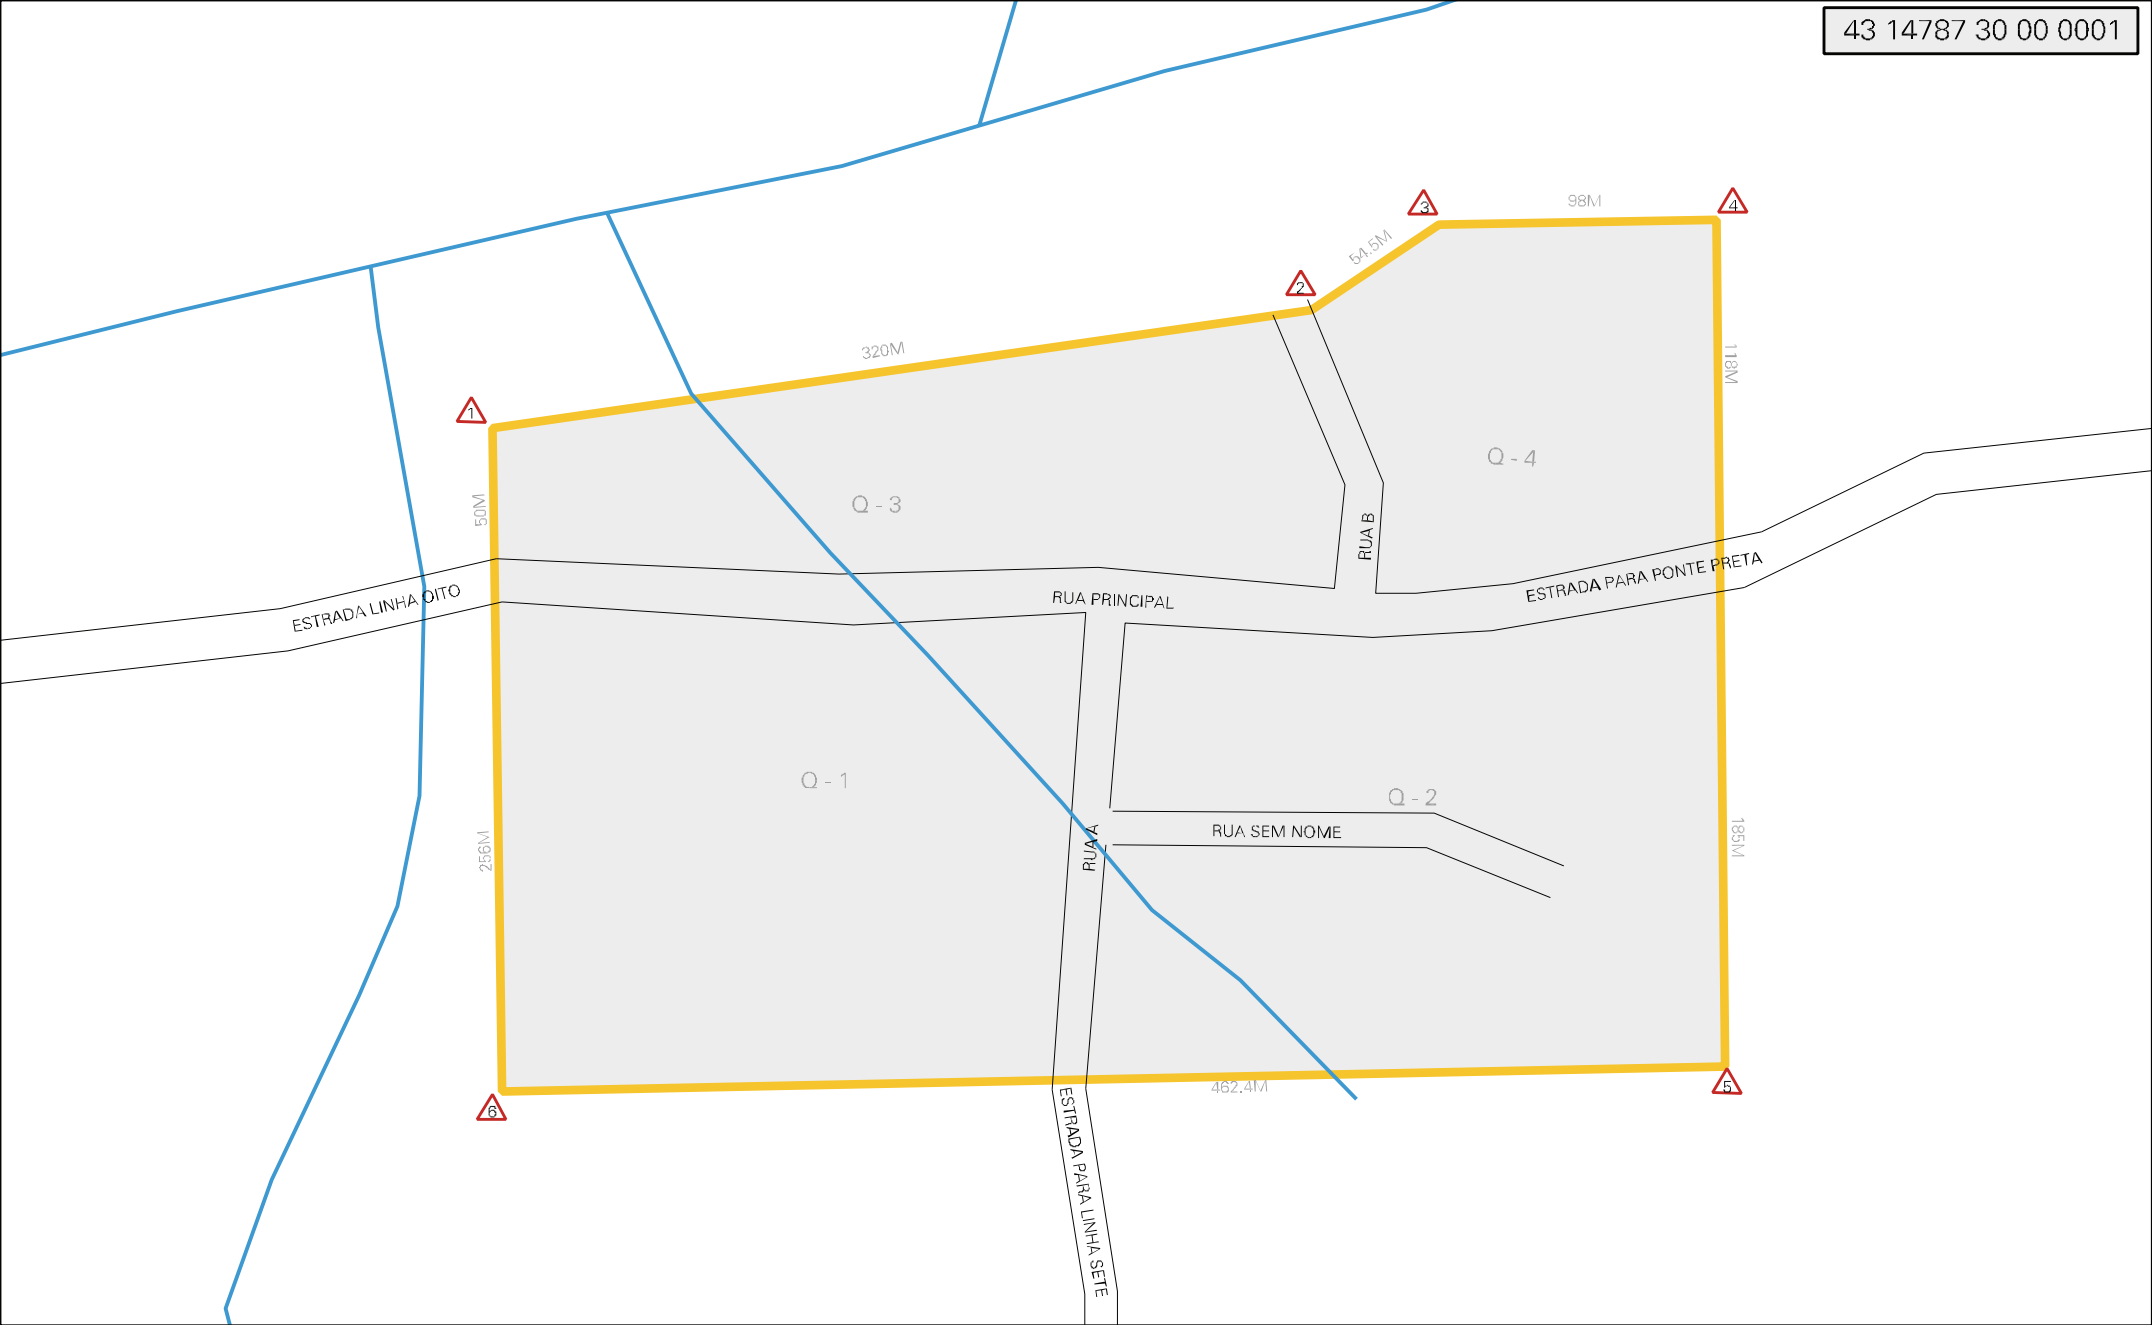 43 14787 30 00 0001
4
3
98M
54.5M
2
320M
118M
1
Q - 4
50M
Q - 3
RUA B
ESTRADA PARA PONTE PRETA
ESTRADA LINHA OITO
RUA PRINCIPAL
Q - 1
Q - 2
RUA SEM NOME
RUA A
185M
256M
462.4M
5
6
ESTRADA PARA LINHA SETE